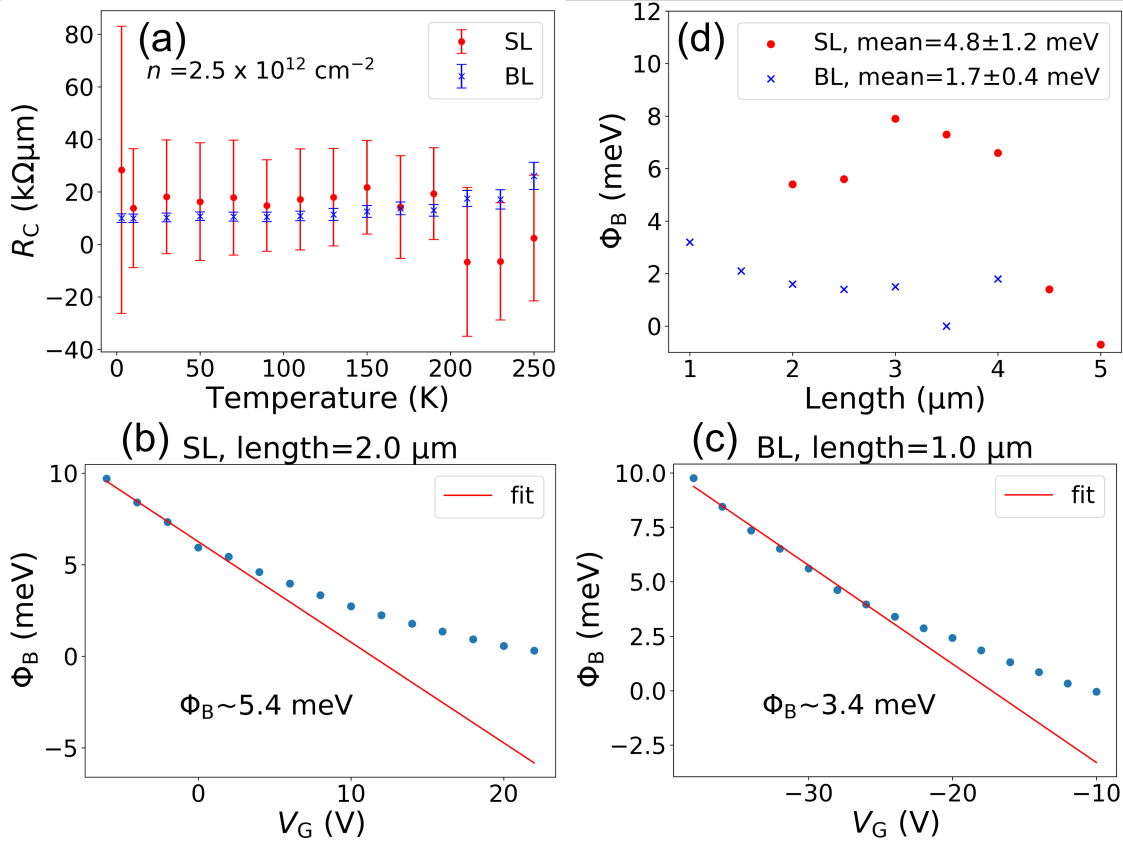 (a)
n =2.5 x 10¹² cm⁻²
SL
BL
80
60
40
20
0
−20
−40
R_C (kΩμm)
0 50 100 150 200 250
Temperature (K)
(d)
SL, mean=4.8±1.2 meV
BL, mean=1.7±0.4 meV
12
10
8
6
4
2
0
Φ_B (meV)
1 2 3 4 5
Length (μm)
(b) SL, length=2.0 μm
fit
10
5
0
−5
Φ_B (meV)
Φ_B~5.4 meV
0 10 20
V_G (V)
(c) BL, length=1.0 μm
fit
10.0
7.5
5.0
2.5
0.0
−2.5
Φ_B (meV)
Φ_B~3.4 meV
−30 −20 −10
V_G (V)